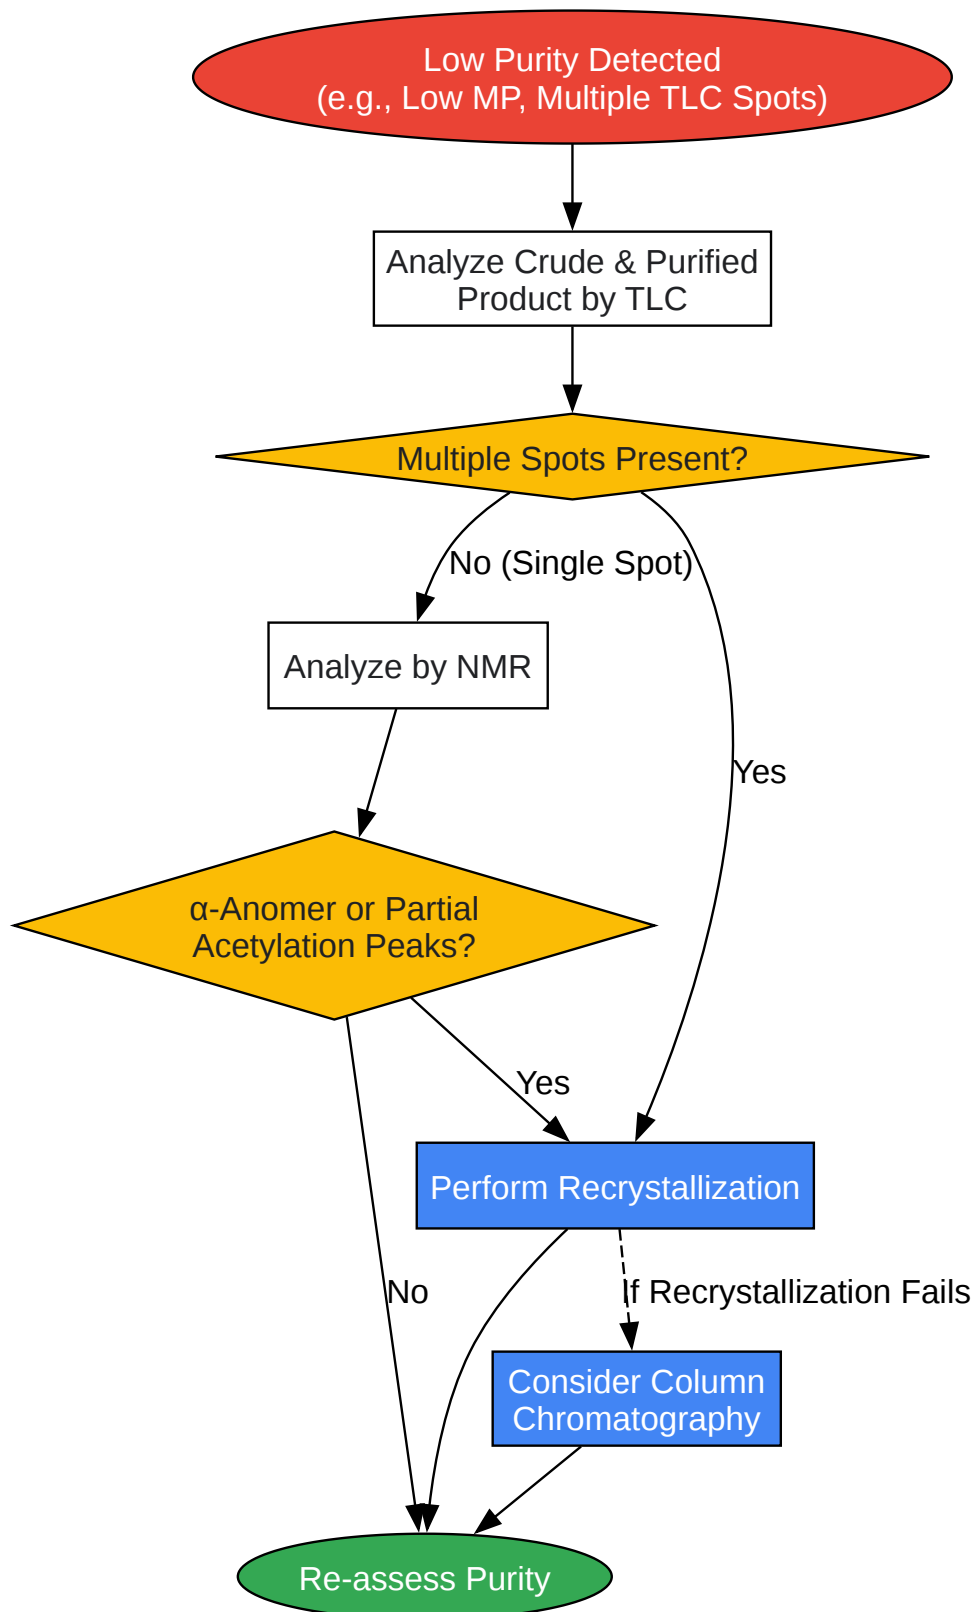 Low Purity Detected
(e.g., Low MP, Multiple TLC Spots)
Analyze Crude & Purified
Product by TLC
Multiple Spots Present?
No (Single Spot)
Analyze by NMR
Yes
α-Anomer or Partial
Acetylation Peaks?
Yes
Perform Recrystallization
No
If Recrystallization Fails
Consider Column
Chromatography
Re-assess Purity